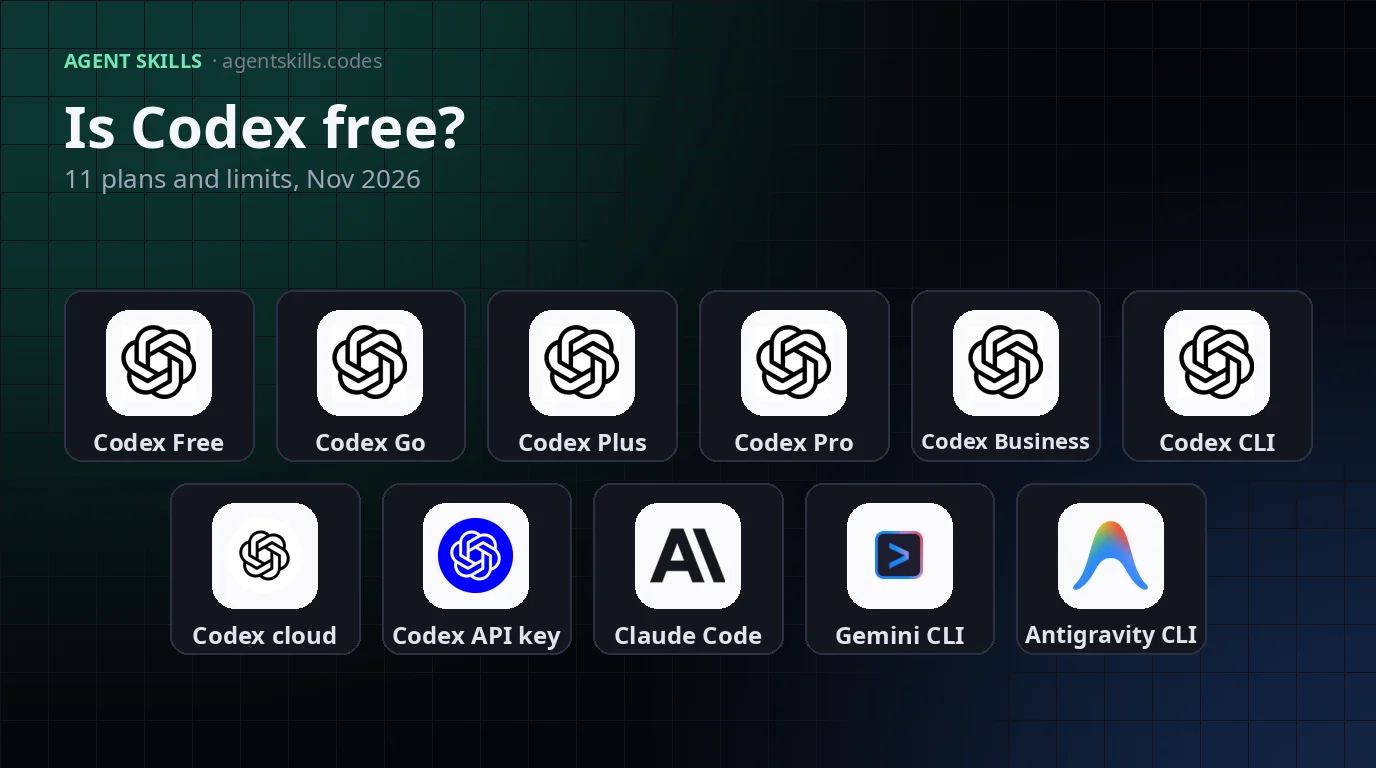 AGENT SKILLS · agentskills.codes
Is Codex free?
11 plans and limits, Nov 2026
Codex Free
Codex Go
Codex Plus
Codex Pro
Codex Business
Codex CLI
Codex cloud
Codex API key
Claude Code
Gemini CLI
Antigravity CLI